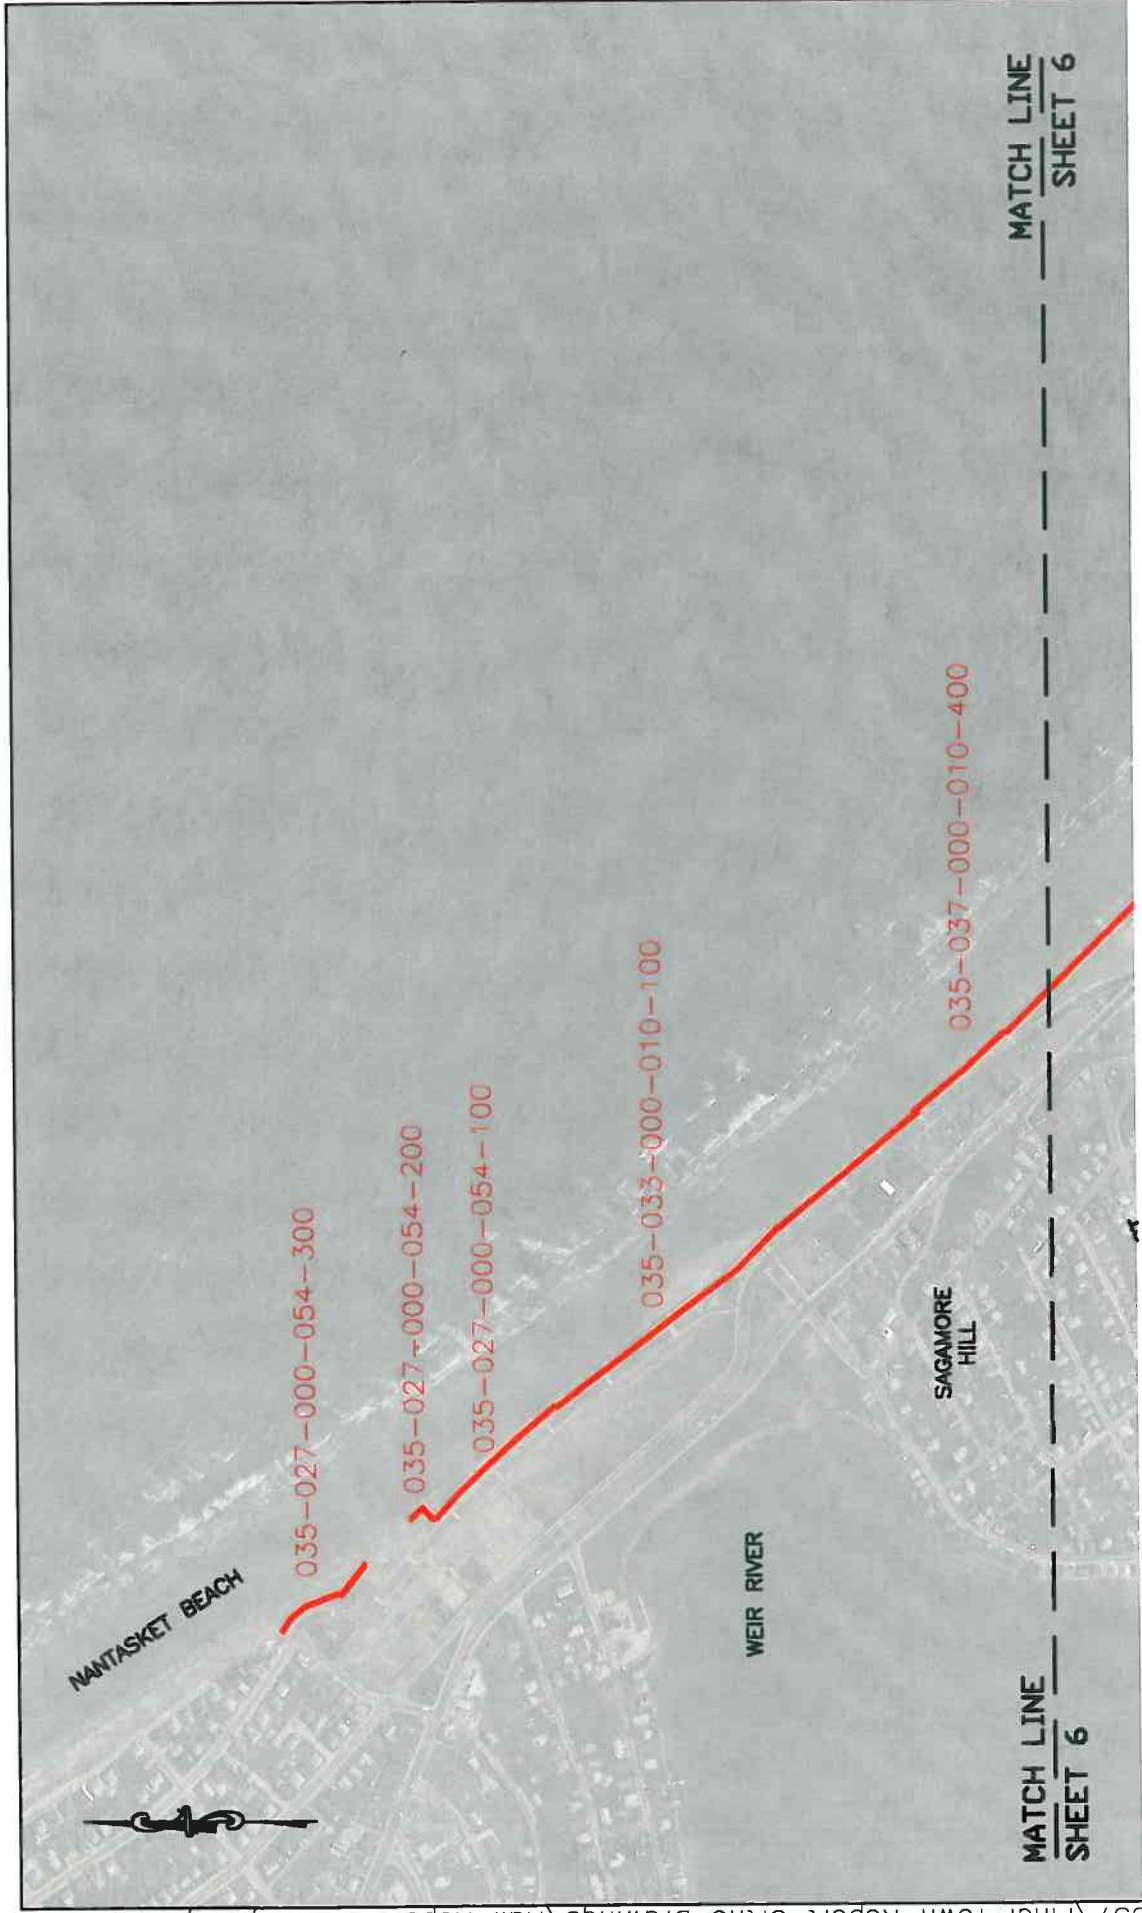 NANTASKET BEACH
035-027-000-054-300
035-027-000-054-200
035-027-000-054-100
035-033-000-010-100
035-037-000-010-400
WEIR RIVER
SAGAMORE
HILL
MATCH LINE
SHEET 6
MATCH LINE
SHEET 6